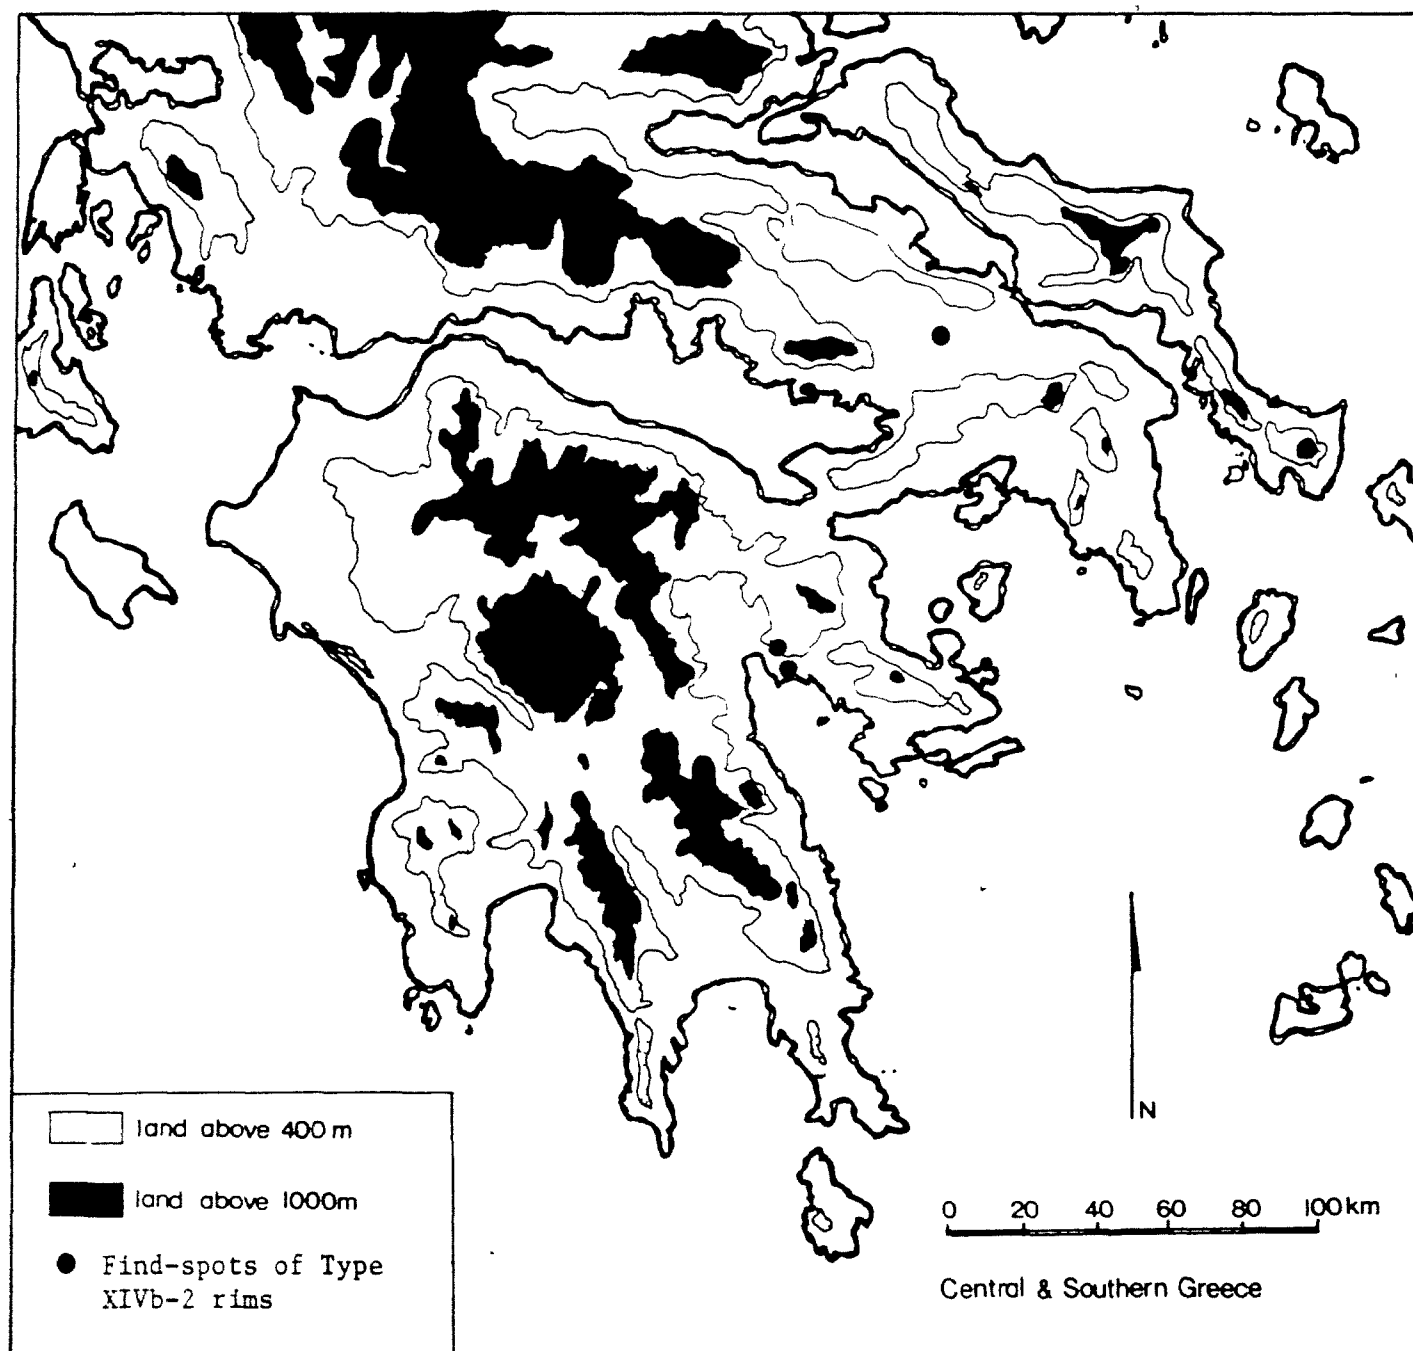 N
0 20 40 60 80 100km
Central & Southern Greece
land above 400m
land above 1000m
Find-spots of Type
XIVb-2 rims